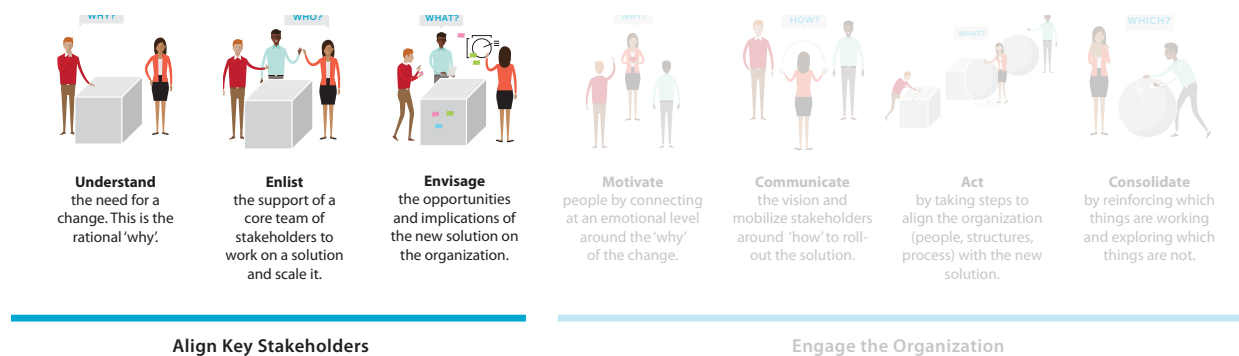 WHY?
WHO?
WHAT?
WHY?
HOW?
WHAT?
WHICH?
Understand
the need for a
change. This is the
rational ‘why’.
Enlist
the support of a
core team of
stakeholders to
work on a solution
and scale it.
Envisage
the opportunities
and implications of
the new solution on
the organization.
Motivate
people by connecting
at an emotional level
around the ‘why’
of the change.
Communicate
the vision and
mobilize stakeholders
around ‘how’ to roll-
out the solution.
Act
by taking steps to
align the organization
(people, structures,
process) with the new
solution.
Consolidate
by reinforcing which
things are working
and exploring which
things are not.
Align Key Stakeholders
Engage the Organization